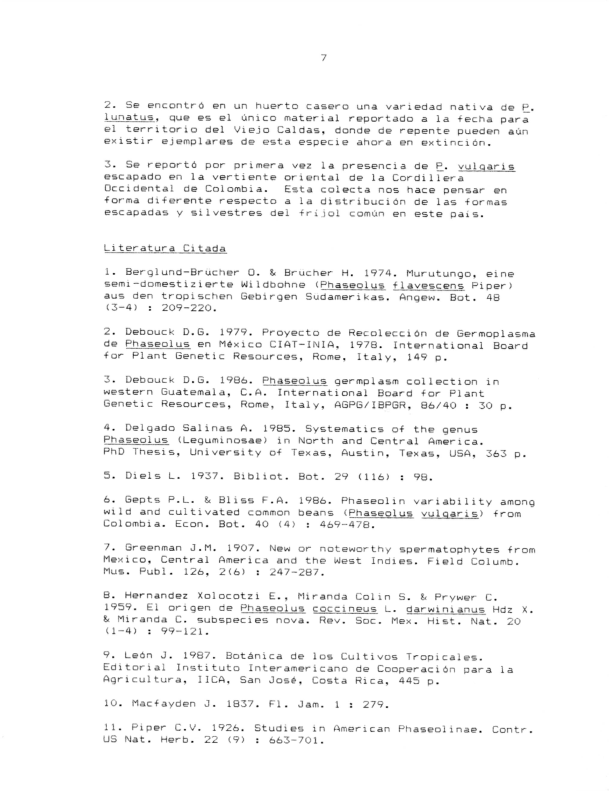 7
2. Se encontró en un huerto casero una variedad nativa de P.
lunatus, que es el único material reportado a la fecha para
el territorio del Viejo Caldas, donde de repente pueden aún
existir ejemplares de esta especie ahora en extinción.
3. Se reportó por primera vez la presencia de P. vulgaris
escapado en la vertiente oriental de la Cordillera
Occidental de Colombia.  Esta colecta nos hace pensar en
forma diferente respecto a la distribución de las formas
escapadas y silvestres del frijol común en este país.
Literatura Citada
1. Berglund-Brücher O. & Brücher H. 1974. Murutungo, eine
semi-domestizierte Wildbohne (Phaseolus flavescens Piper)
aus den tropischen Gebirgen Südamerikas. Angew. Bot. 48
(3-4) : 209-220.
2. Debouck D.G. 1979. Proyecto de Recolección de Germoplasma
de Phaseolus en México CIAT-INIA, 1978. International Board
for Plant Genetic Resources, Rome, Italy, 149 p.
3. Debouck D.G. 1986. Phaseolus germplasm collection in
western Guatemala, C.A. International Board for Plant
Genetic Resources, Rome, Italy, AGPG/IBPGR, 86/40 : 30 p.
4. Delgado Salinas A. 1985. Systematics of the genus
Phaseolus (Leguminosae) in North and Central America.
PhD Thesis, University of Texas, Austin, Texas, USA, 363 p.
5. Diels L. 1937. Bibliot. Bot. 29 (116) : 98.
6. Gepts P.L. & Bliss F.A. 1986. Phaseolin variability among
wild and cultivated common beans (Phaseolus vulgaris) from
Colombia. Econ. Bot. 40 (4) : 469-478.
7. Greenman J.M. 1907. New or noteworthy spermatophytes from
Mexico, Central America and the West Indies. Field Columb.
Mus. Publ. 126, 2(6) : 247-287.
8. Hernandez Xolocotzi E., Miranda Colin S. & Prywer C.
1959. El origen de Phaseolus coccineus L. darwinianus Hdz X.
& Miranda C. subspecies nova. Rev. Soc. Mex. Hist. Nat. 20
(1-4) : 99-121.
9. León J. 1987. Botánica de los Cultivos Tropicales.
Editorial Instituto Interamericano de Cooperación para la
Agricultura, IICA, San José, Costa Rica, 445 p.
10. Macfayden J. 1837. Fl. Jam. 1 : 279.
11. Piper C.V. 1926. Studies in American Phaseolinae. Contr.
US Nat. Herb. 22 (9) : 663-701.